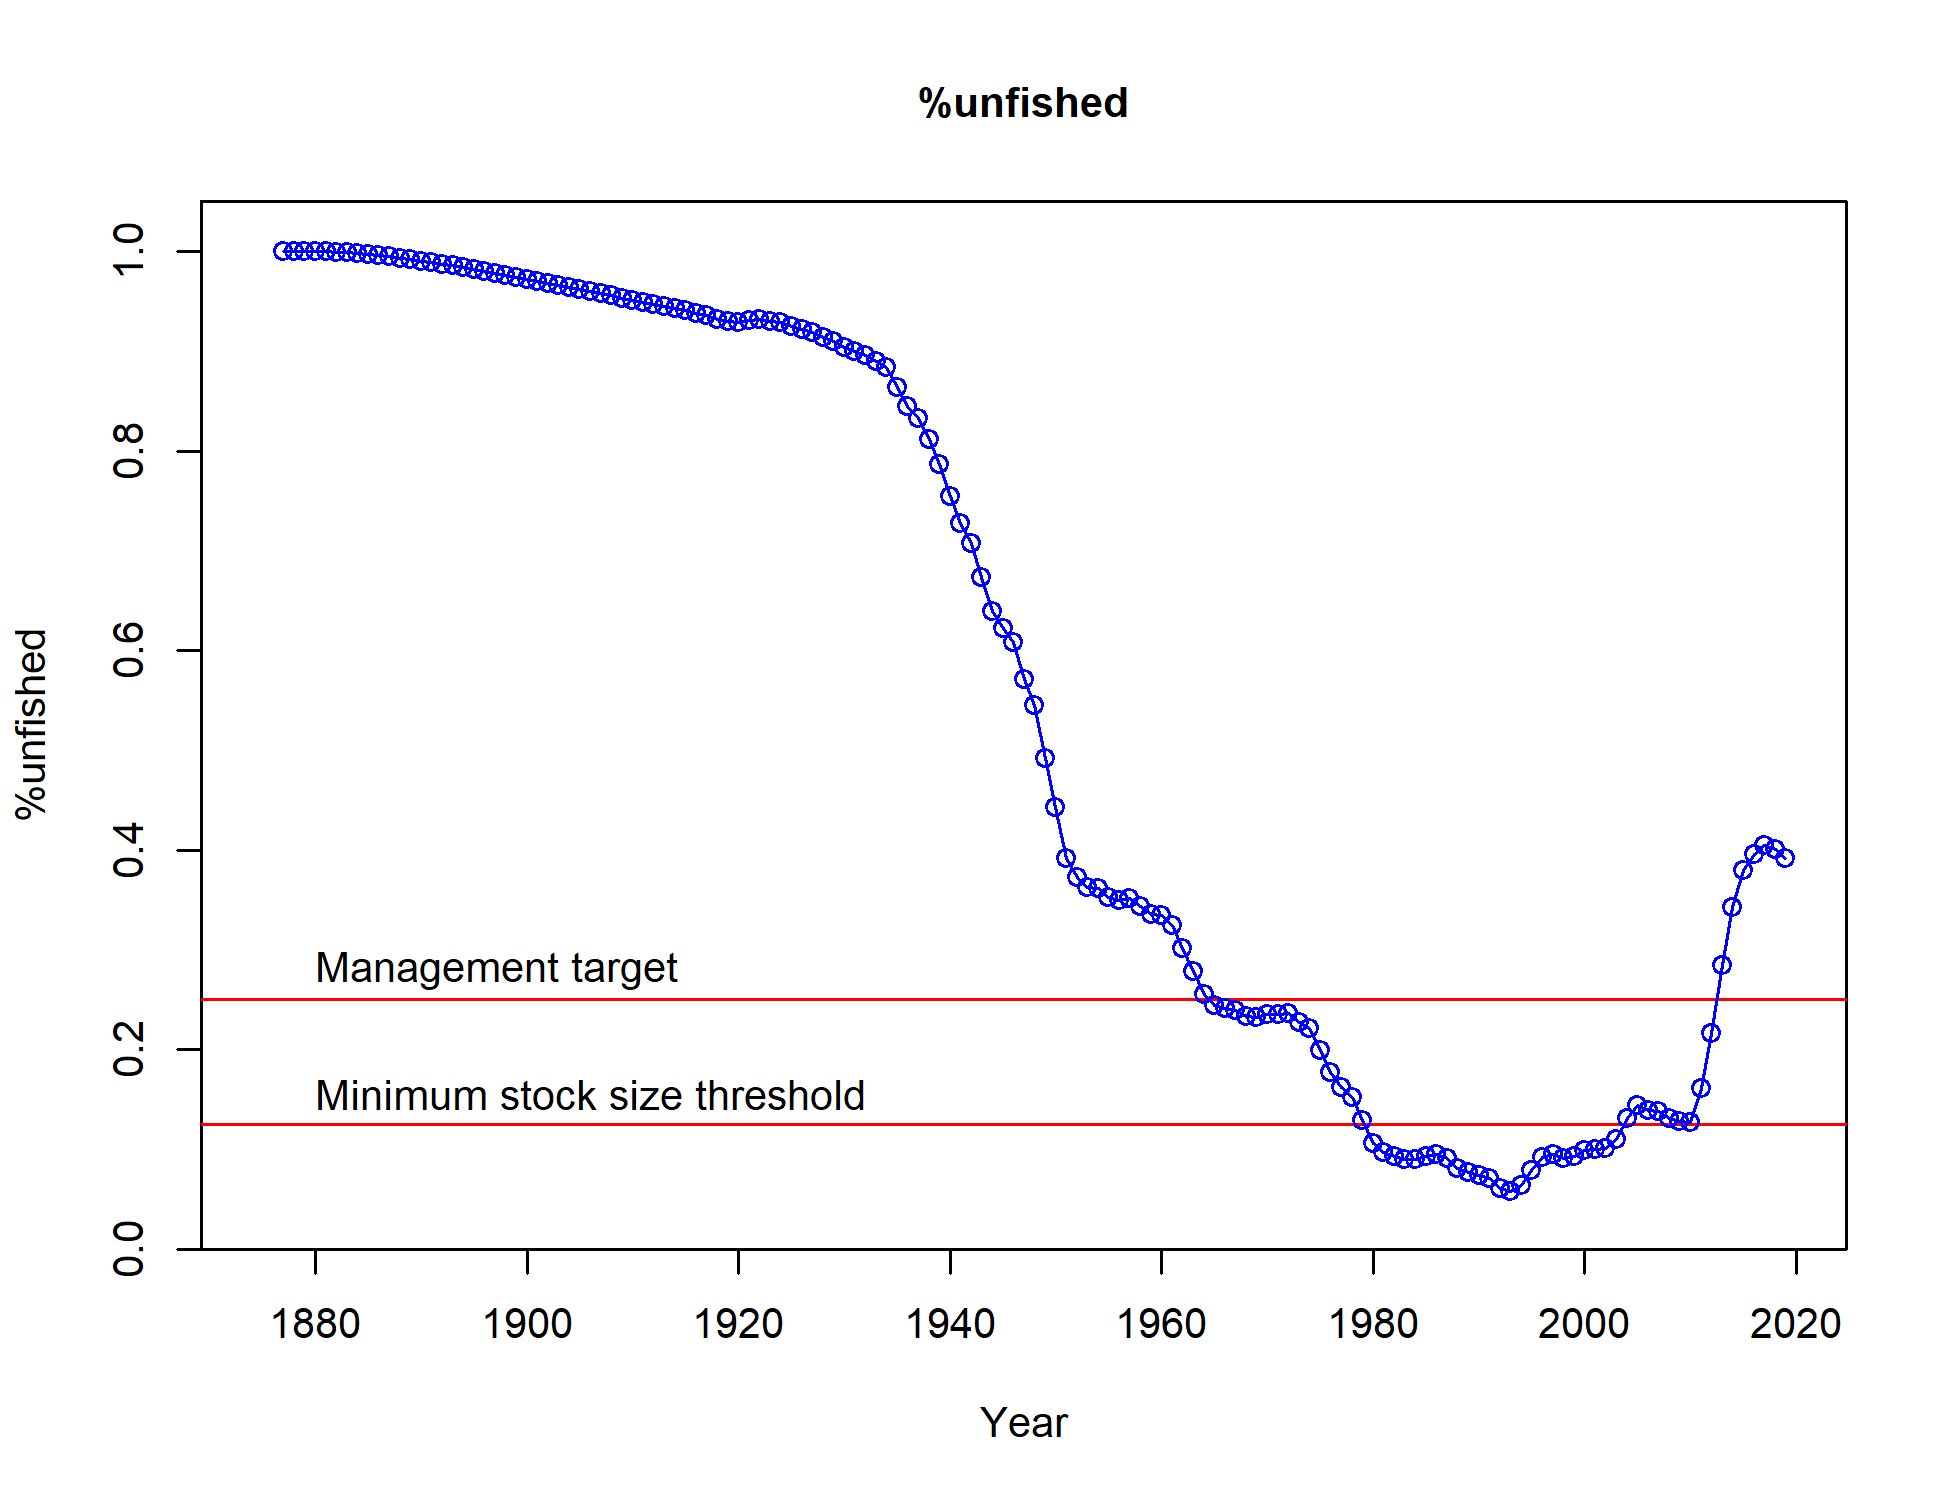 %unfished
%unfished
1.0
0.8
0.6
0.4
0.2
0.0
Management target
Minimum stock size threshold
1880 1900 1920 1940 1960 1980 2000 2020
Year